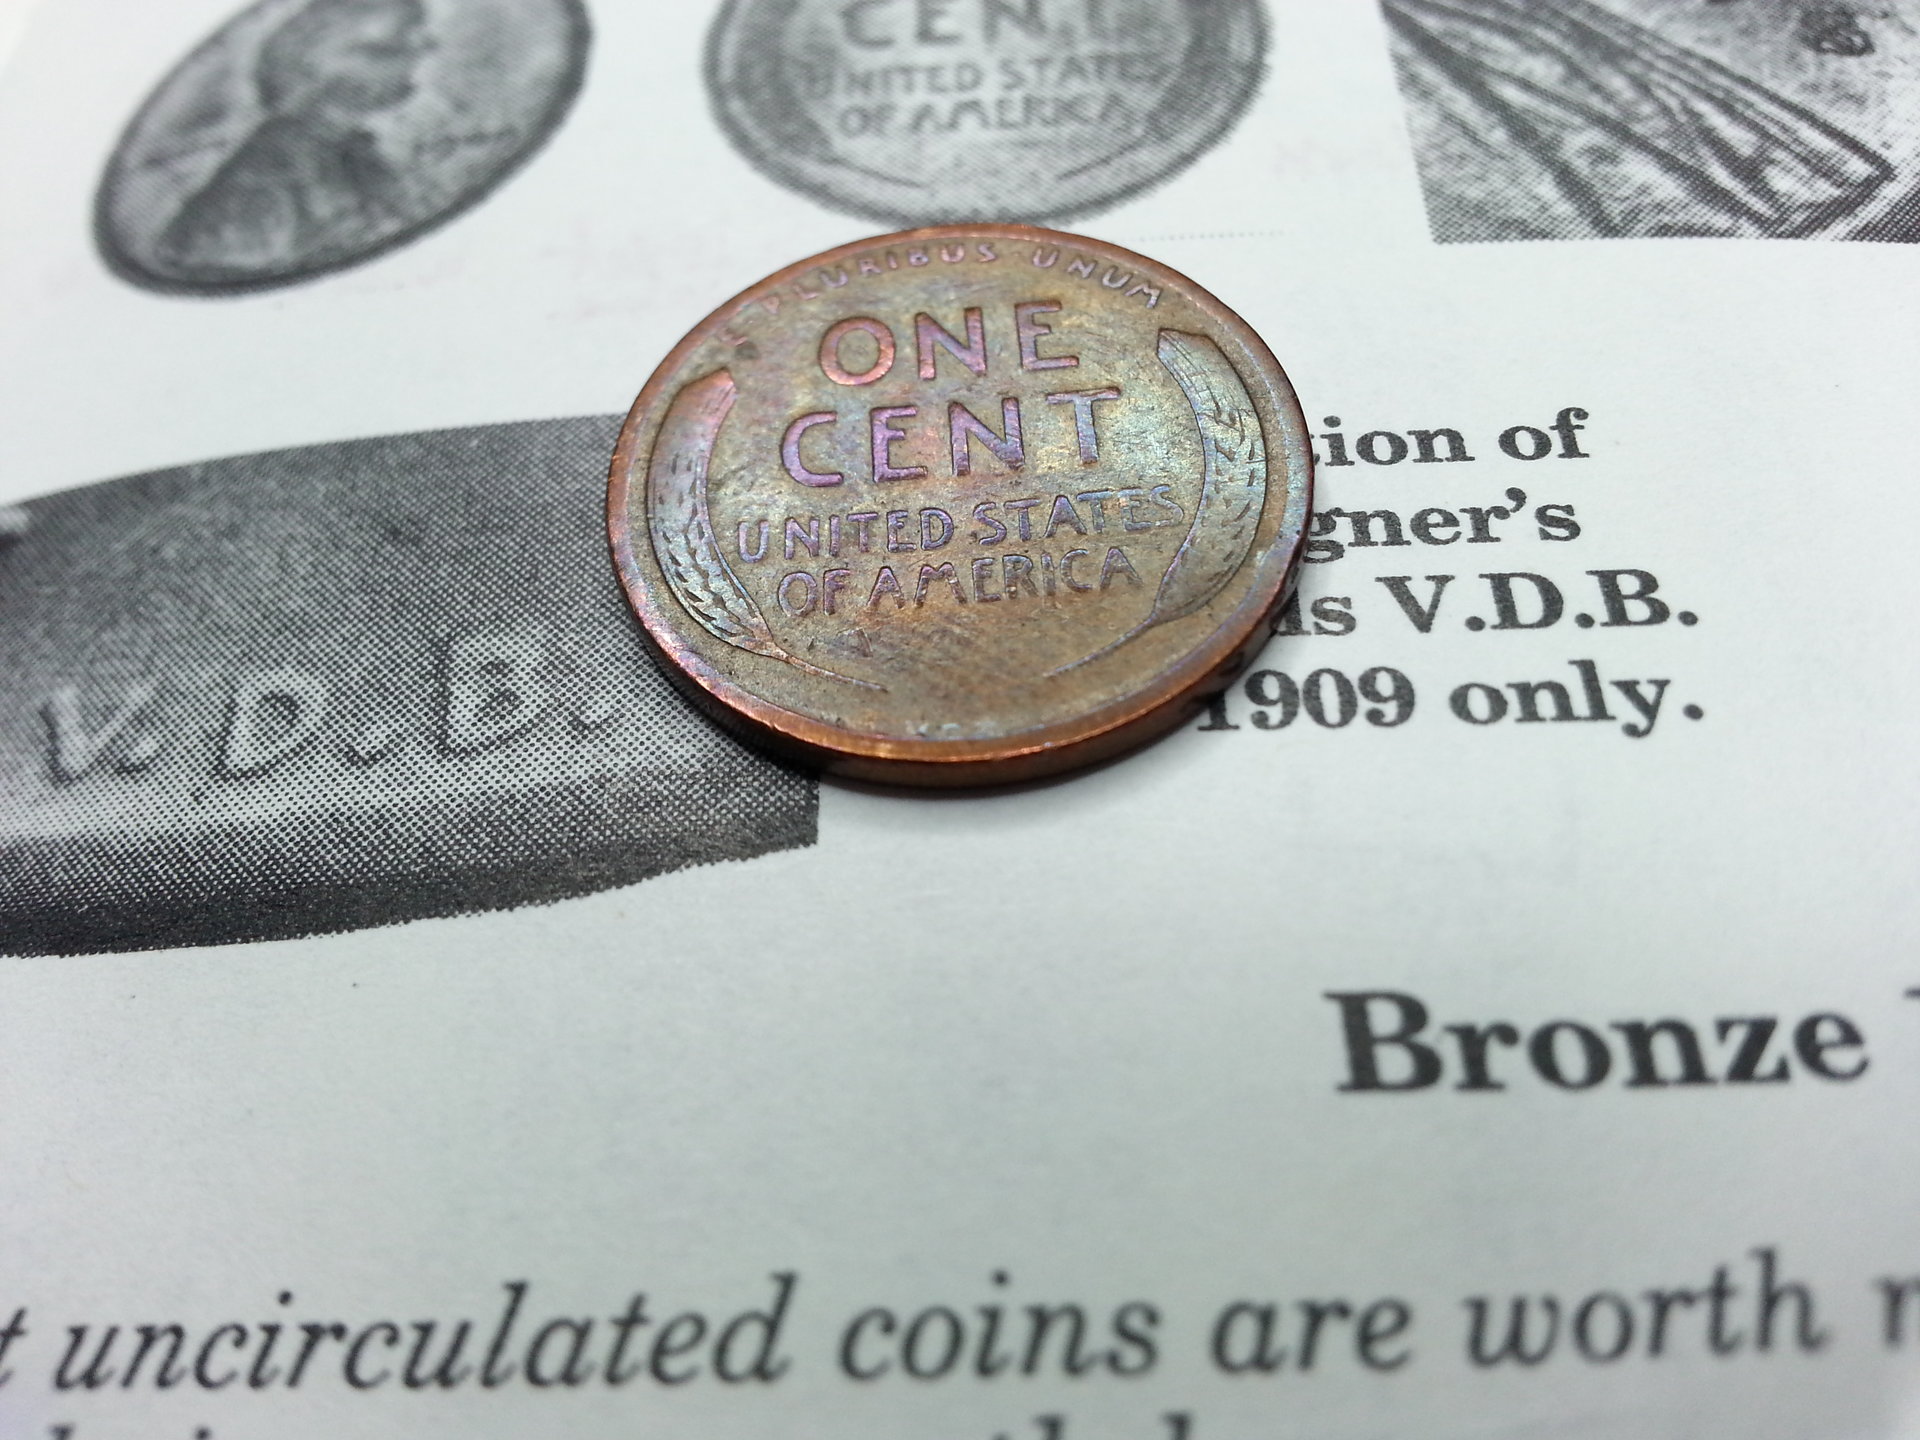 CENT
UNITED STATES
OF AMERICA
E PLURIBUS UNUM
ONE
CENT
UNITED STATES
OF AMERICA
V.D.B.
V.D.B.
tion of
gner's
V.D.B.
1909 only.
Bronze
uncirculated coins are worth